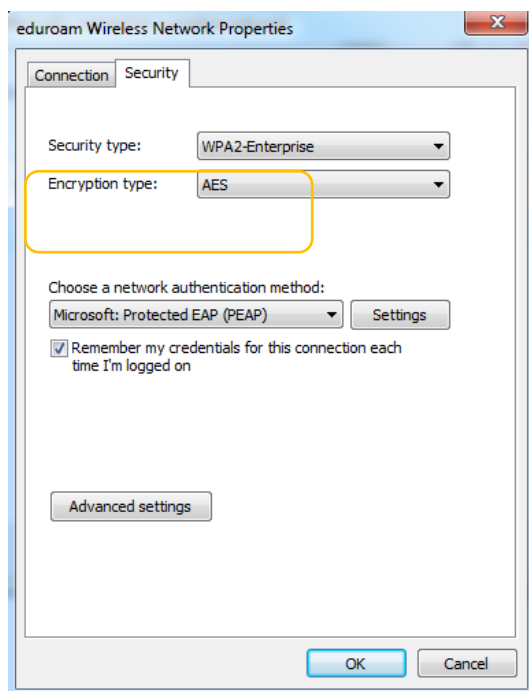 eduroam Wireless Network Properties
Connection Security
Security type: WPA2-Enterprise
Encryption type: AES
Choose a network authentication method:
Microsoft: Protected EAP (PEAP) Settings
Remember my credentials for this connection each
time I'm logged on
Advanced settings
OK Cancel